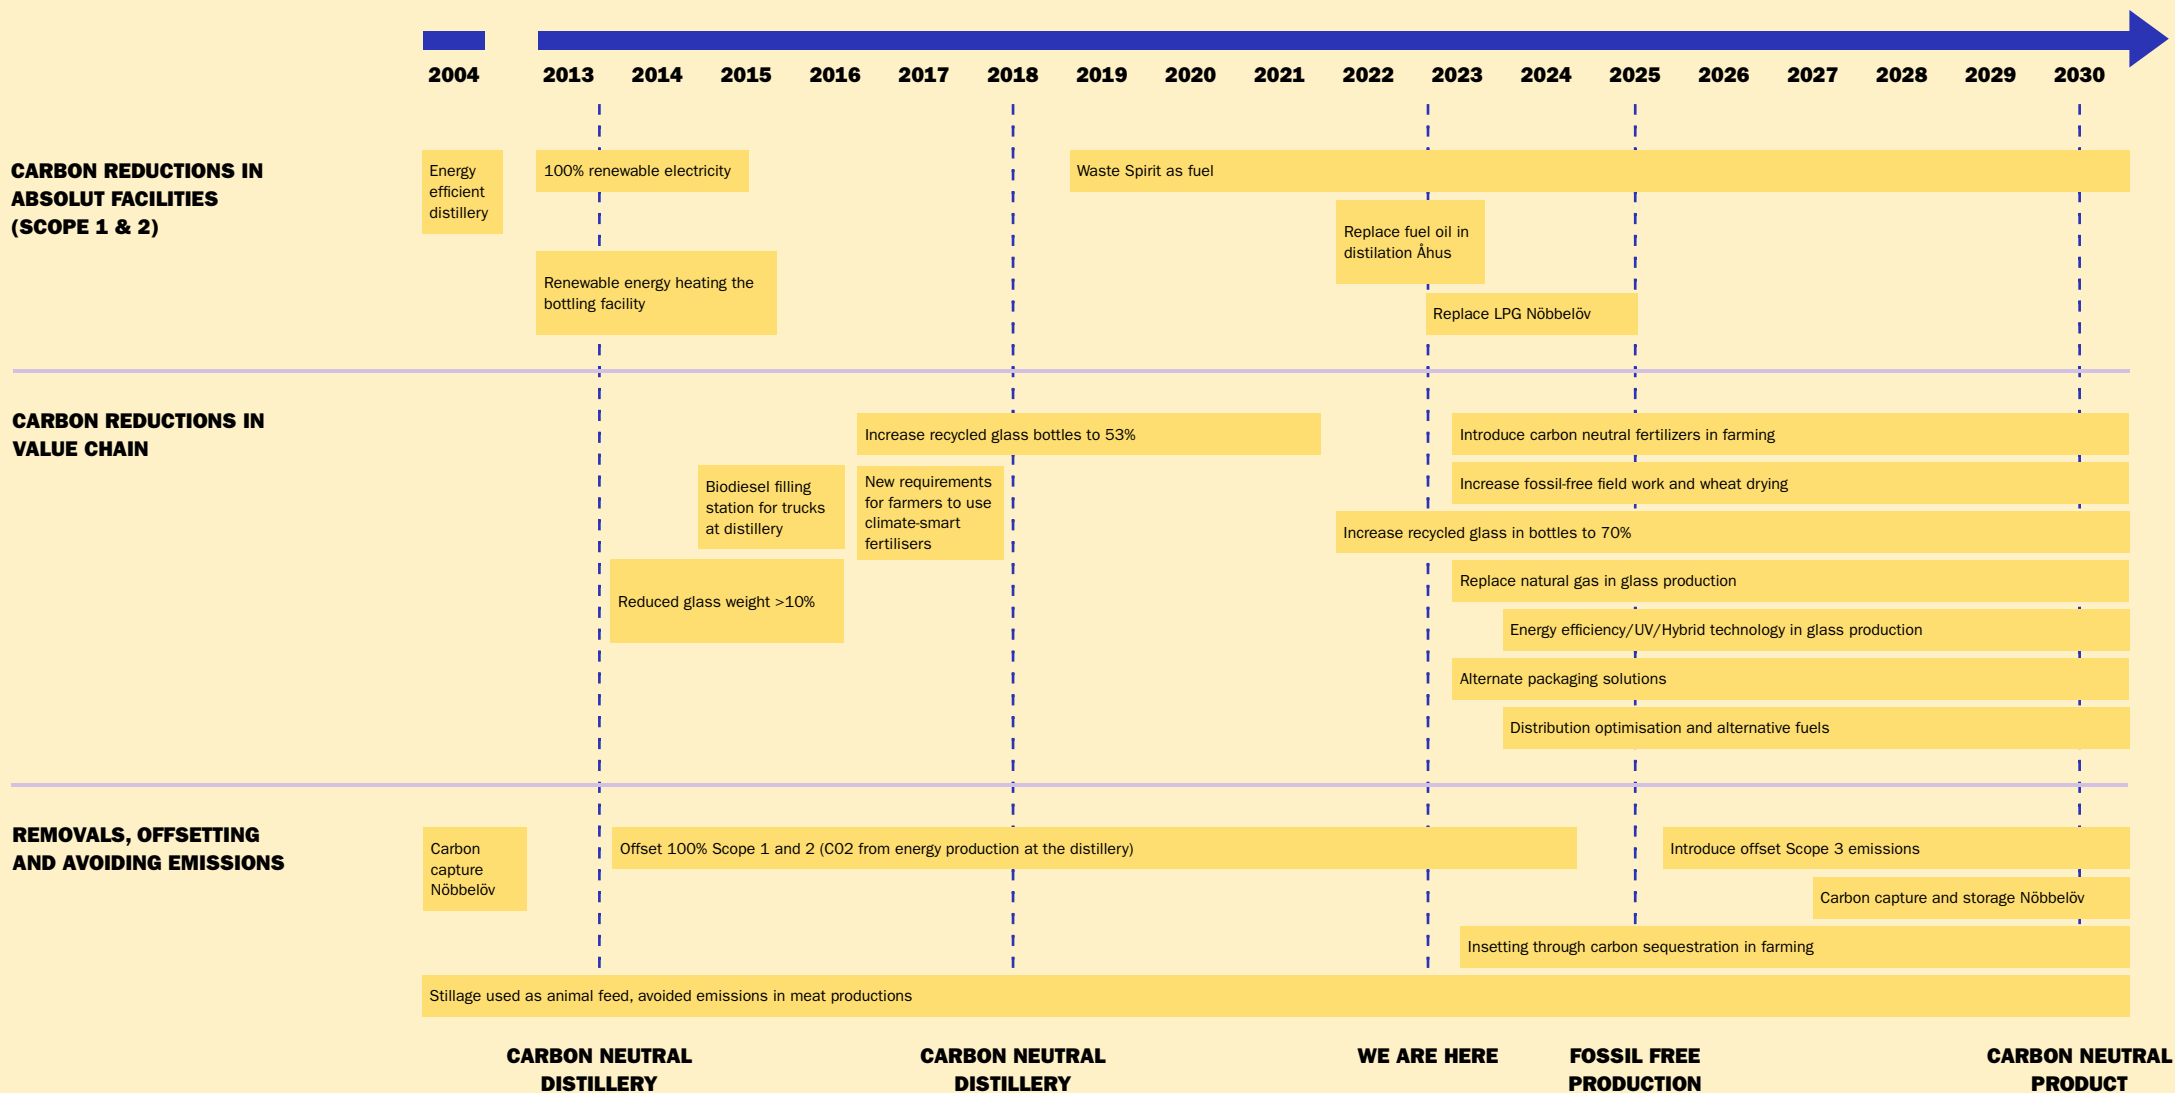 2004 2013 2014 2015 2016 2017 2018 2019 2020 2021 2022 2023 2024 2025 2026 2027 2028 2029 2030
CARBON REDUCTIONS IN
ABSOLUT FACILITIES
(SCOPE 1 & 2)
Energy
efficient
distillery
100% renewable electricity
Waste Spirit as fuel
Replace fuel oil in
distilation Åhus
Renewable energy heating the
bottling facility
Replace LPG Nöbbelöv
CARBON REDUCTIONS IN
VALUE CHAIN
Increase recycled glass bottles to 53%
Introduce carbon neutral fertilizers in farming
Biodiesel filling
station for trucks
at distillery
New requirements
for farmers to use
climate-smart
fertilisers
Increase fossil-free field work and wheat drying
Increase recycled glass in bottles to 70%
Reduced glass weight >10%
Replace natural gas in glass production
Energy efficiency/UV/Hybrid technology in glass production
Alternate packaging solutions
Distribution optimisation and alternative fuels
REMOVALS, OFFSETTING
AND AVOIDING EMISSIONS
Carbon
capture
Nöbbelöv
Offset 100% Scope 1 and 2 (CO2 from energy production at the distillery)
Introduce offset Scope 3 emissions
Carbon capture and storage Nöbbelöv
Insetting through carbon sequestration in farming
Stillage used as animal feed, avoided emissions in meat productions
CARBON NEUTRAL
DISTILLERY
CARBON NEUTRAL
DISTILLERY
WE ARE HERE
FOSSIL FREE
PRODUCTION
CARBON NEUTRAL
PRODUCT